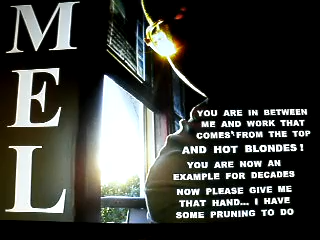 MEL
YOU ARE IN BETWEEN
ME AND WORK THAT
COMES FROM THE TOP
AND HOT BLONDES!
YOU ARE NOW AN
EXAMPLE FOR DECADES
NOW PLEASE GIVE ME
THAT HAND... I HAVE
SOME PRUNING TO DO